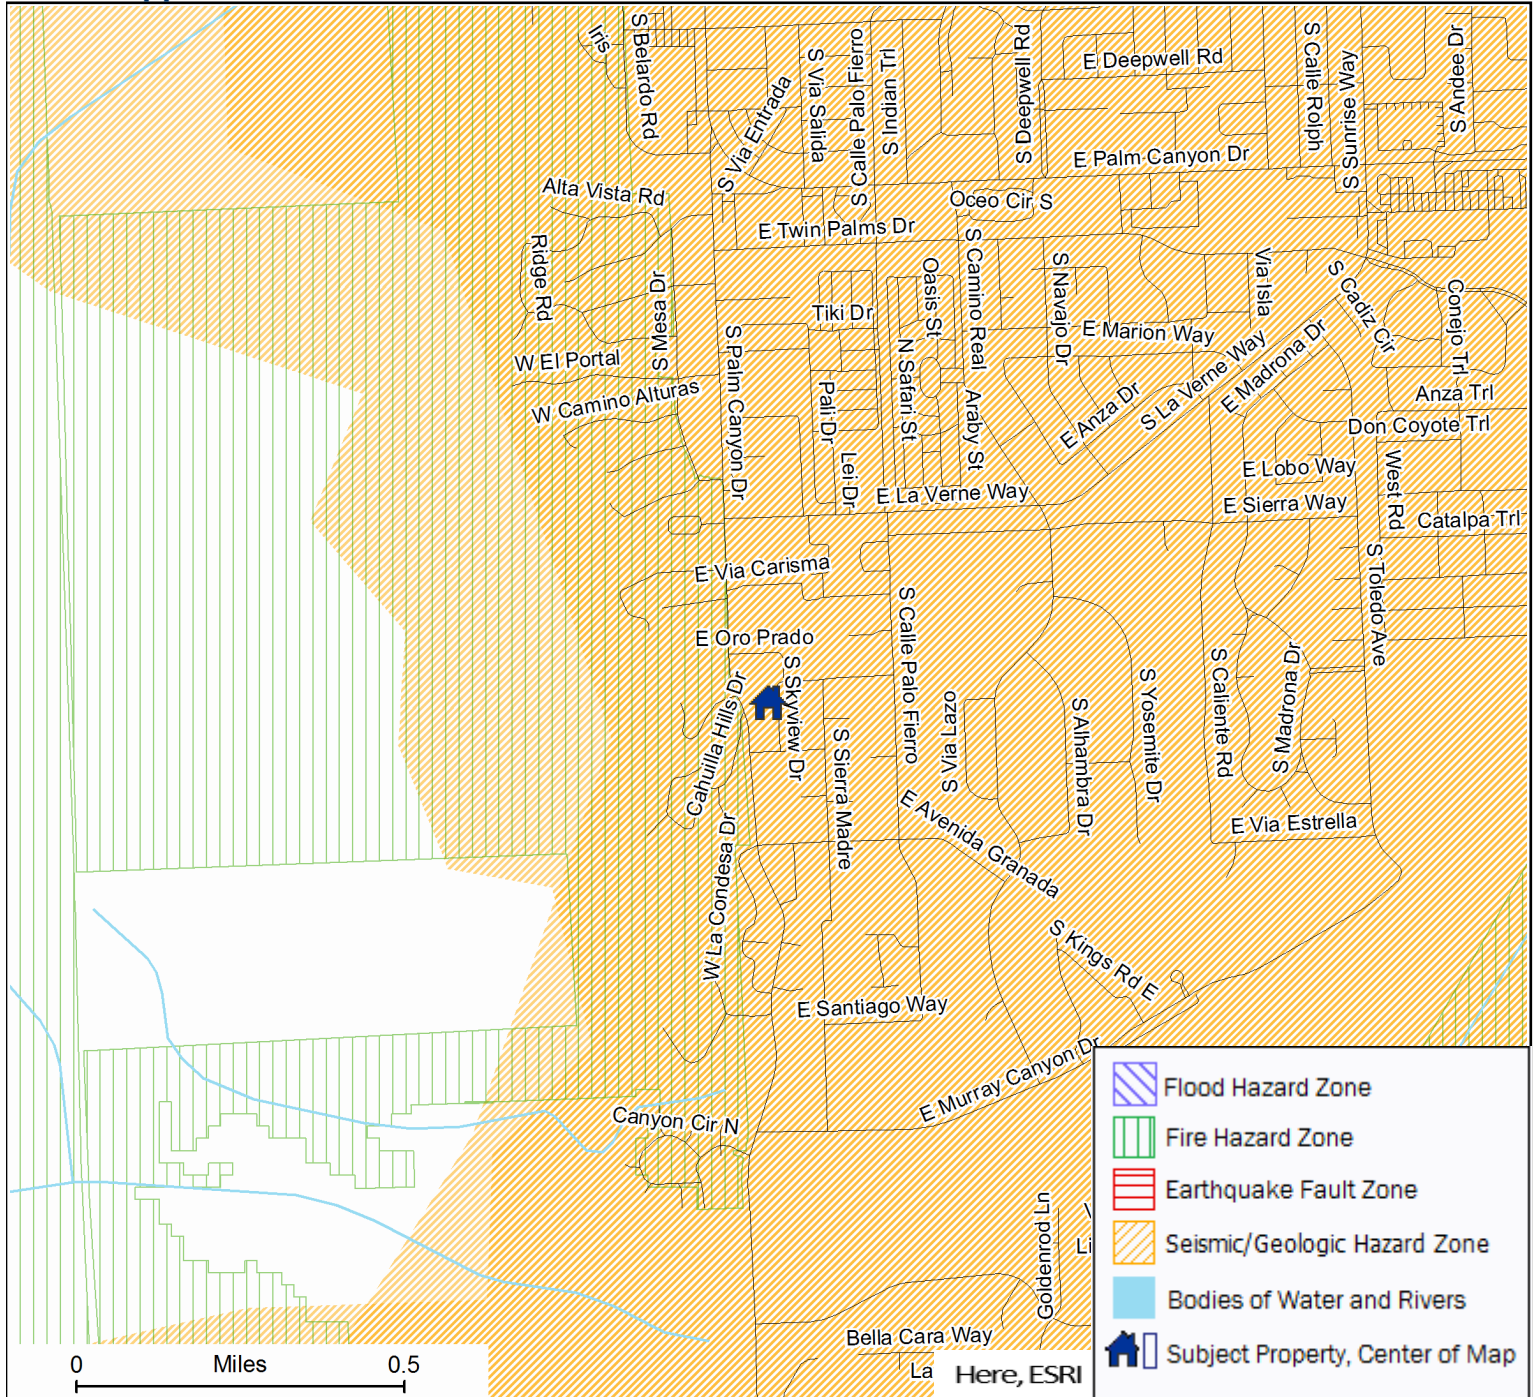 Iris
S Belardo Rd
S Via Entrada
S Via Salida
S Calle Palo Fierro
S Indian Trl
S Deepwell Rd
E Deepwell Rd
S Calle Rolph
S Sunrise Way
S Andee Dr
E Palm Canyon Dr
Alta Vista Rd
Oceo Cir S
E Twin Palms Dr
Ridge Rd
S Mesa Dr
Tiki Dr
Oasis St
S Camino Real
S Navajo Dr
Via Isla
S Cadiz Cir
Conejo Trl
E Marion Way
W El Portal
S Palm Canyon Dr
N Safari St
S La Verne Way
E Madrona Dr
W Camino Alturas
Pali Dr
Araby St
E Anza Dr
Anza Trl
Don Coyote Trl
Lei Dr
E Lobo Way
West Rd
E La Verne Way
E Sierra Way
Catalpa Trl
E Via Carisma
S Toledo Ave
E Oro Prado
S Calle Palo Fierro
S Skyview Dr
Cahuilla Hills Dr
S Via Lazo
S Alhambra Dr
S Yosemite Dr
S Caliente Rd
S Madrona Dr
S Sierra Madre
E Avenida Granada
E Via Estrella
W La Condesa Dr
S Kings Rd E
E Santiago Way
E Murray Canyon Dr
Canyon Cir N
Goldenrod Ln
Li
Bella Cara Way
La
Here, ESRI
0 Miles 0.5
Flood Hazard Zone
Fire Hazard Zone
Earthquake Fault Zone
Seismic/Geologic Hazard Zone
Bodies of Water and Rivers
Subject Property, Center of Map